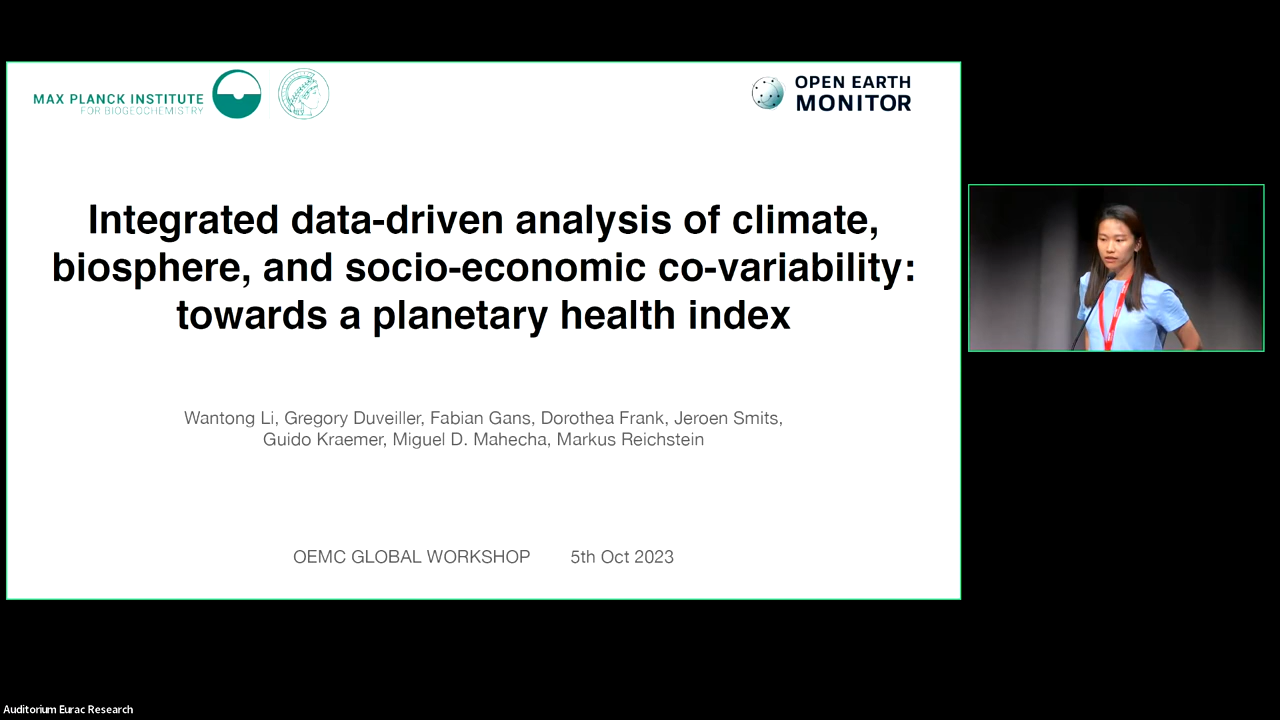 MAX PLANCK INSTITUTE
FOR BIOGEOCHEMISTRY
OPEN EARTH
MONITOR
Integrated data-driven analysis of climate,
biosphere, and socio-economic co-variability:
towards a planetary health index
Wantong Li, Gregory Duveiller, Fabian Gans, Dorothea Frank, Jeroen Smits,
Guido Kraemer, Miguel D. Mahecha, Markus Reichstein
OEMC GLOBAL WORKSHOP 5th Oct 2023
Auditorium Eurac Research